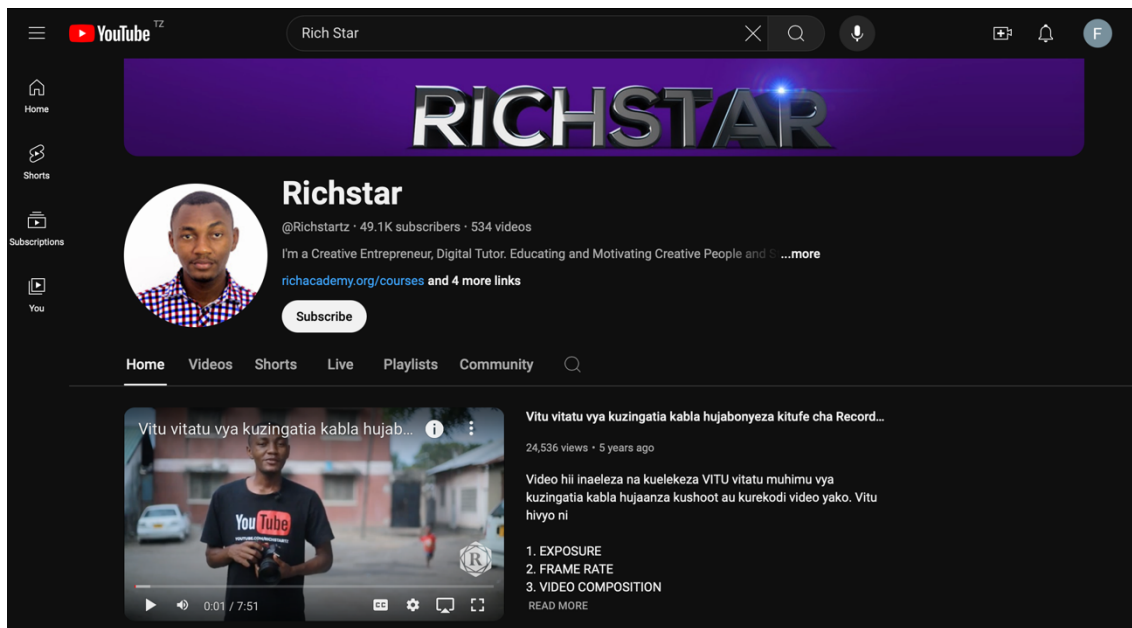 YouTube TZ
Rich Star
F
Home
Shorts
Subscriptions
You
RICHSTAR
Richstar
@Richstartz · 49.1K subscribers · 534 videos
I'm a Creative Entrepreneur, Digital Tutor. Educating and Motivating Creative People and S ...more
richacademy.org/courses and 4 more links
Subscribe
Home Videos Shorts Live Playlists Community
Vitu vitatu vya kuzingatia kabla hujab...
You Tube
YOUTUBE.COM/RICHSTARTZ
R
0:01 / 7:51
CC
Vitu vitatu vya kuzingatia kabla hujabonyeza kitufe cha Record...
24,536 views • 5 years ago
Video hii inaeleza na kuelekeza VITU vitatu muhimu vya
kuzingatia kabla hujaanza kushoot au kurekodi video yako. Vitu
hivyo ni
1. EXPOSURE
2. FRAME RATE
3. VIDEO COMPOSITION
READ MORE